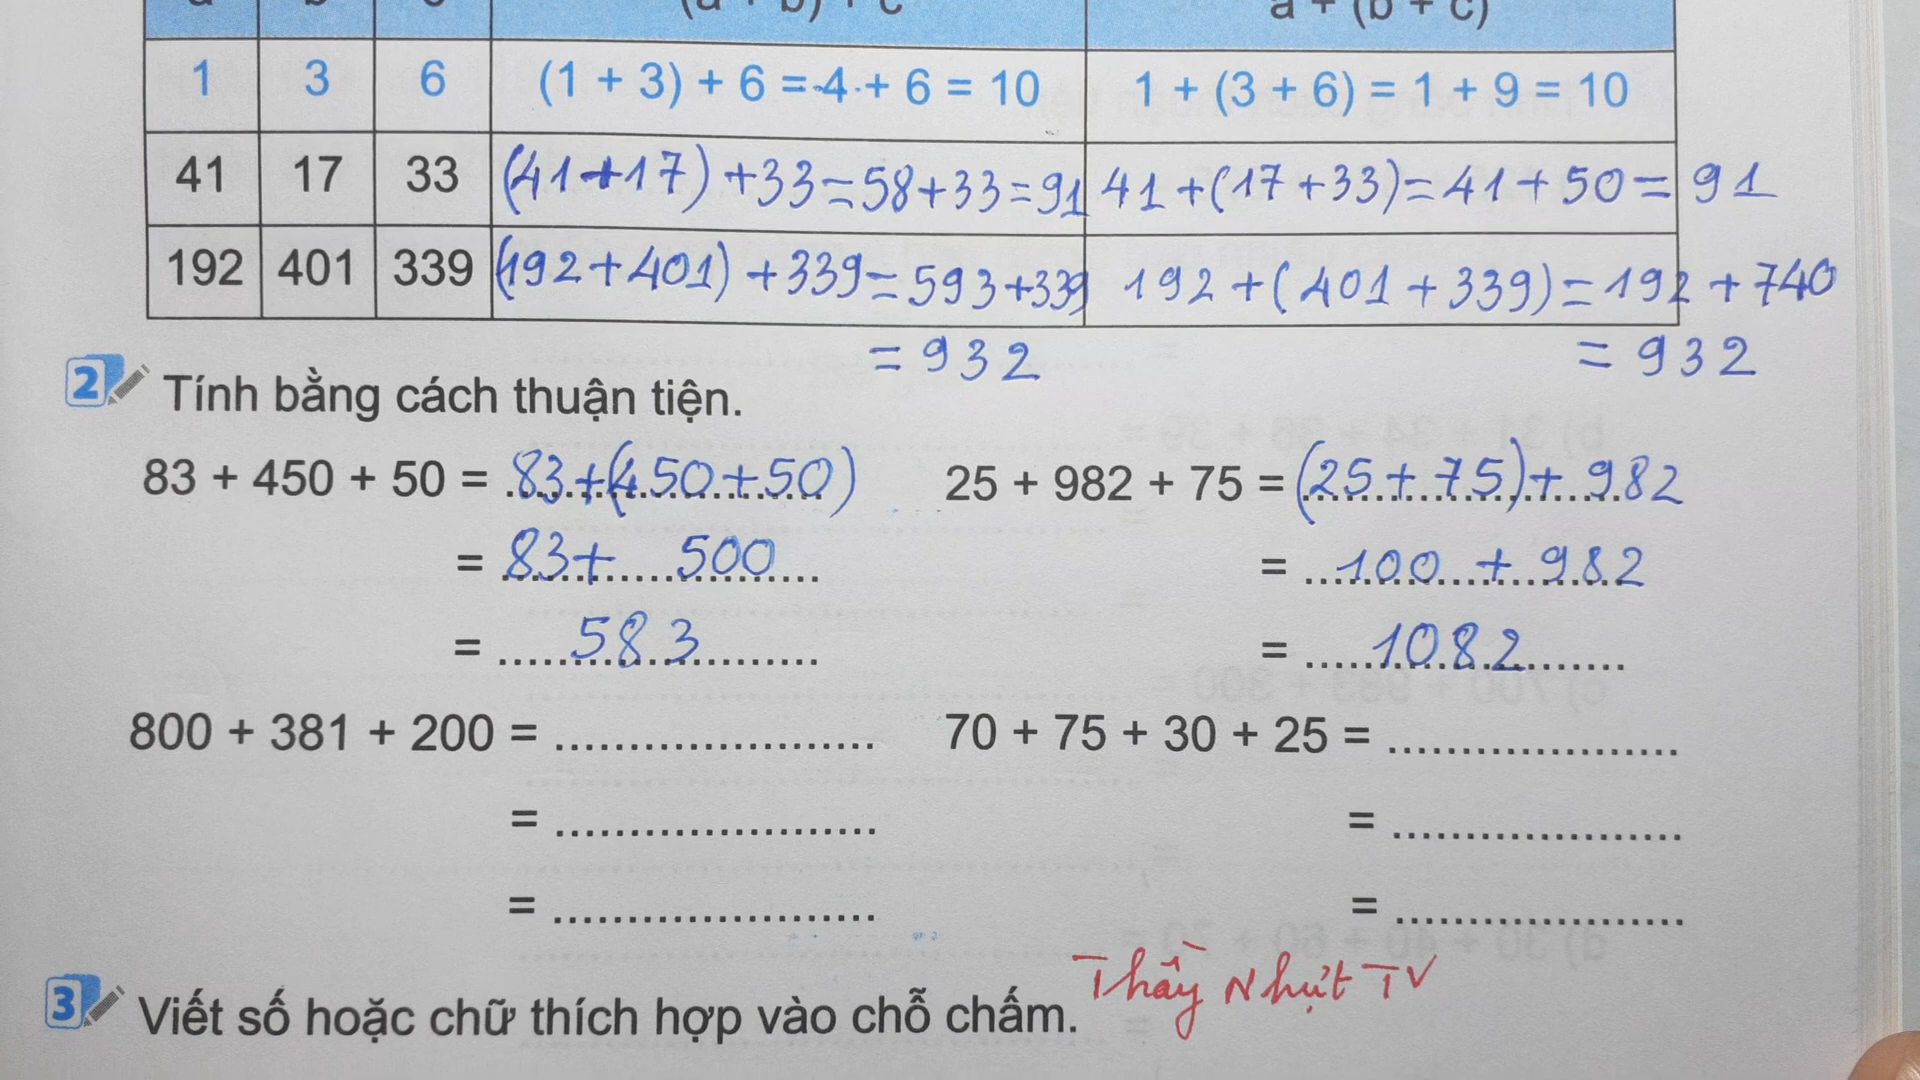 (a + b) + c a + (b + c)
1 3 6 (1 + 3) + 6 = 4 + 6 = 10 1 + (3 + 6) = 1 + 9 = 10
41 17 33 (41+17) +33=58+33=91 41 +(17+33)=41+50= 91
192 401 339 (192+401) +339=593+339 192+(401+339)=192+740
= 932 = 932
2 Tính bằng cách thuận tiện.
83 + 450 + 50 = 83+(450+50) 25 + 982 + 75 = (25+75)+982
= 83+ 500 = 100 + 982
= 583 = 1082
800 + 381 + 200 = ...................... 70 + 75 + 30 + 25 = ....................
= ...................... = ....................
= ...................... = ....................
3 Viết số hoặc chữ thích hợp vào chỗ chấm. Thầy Nhựt TV